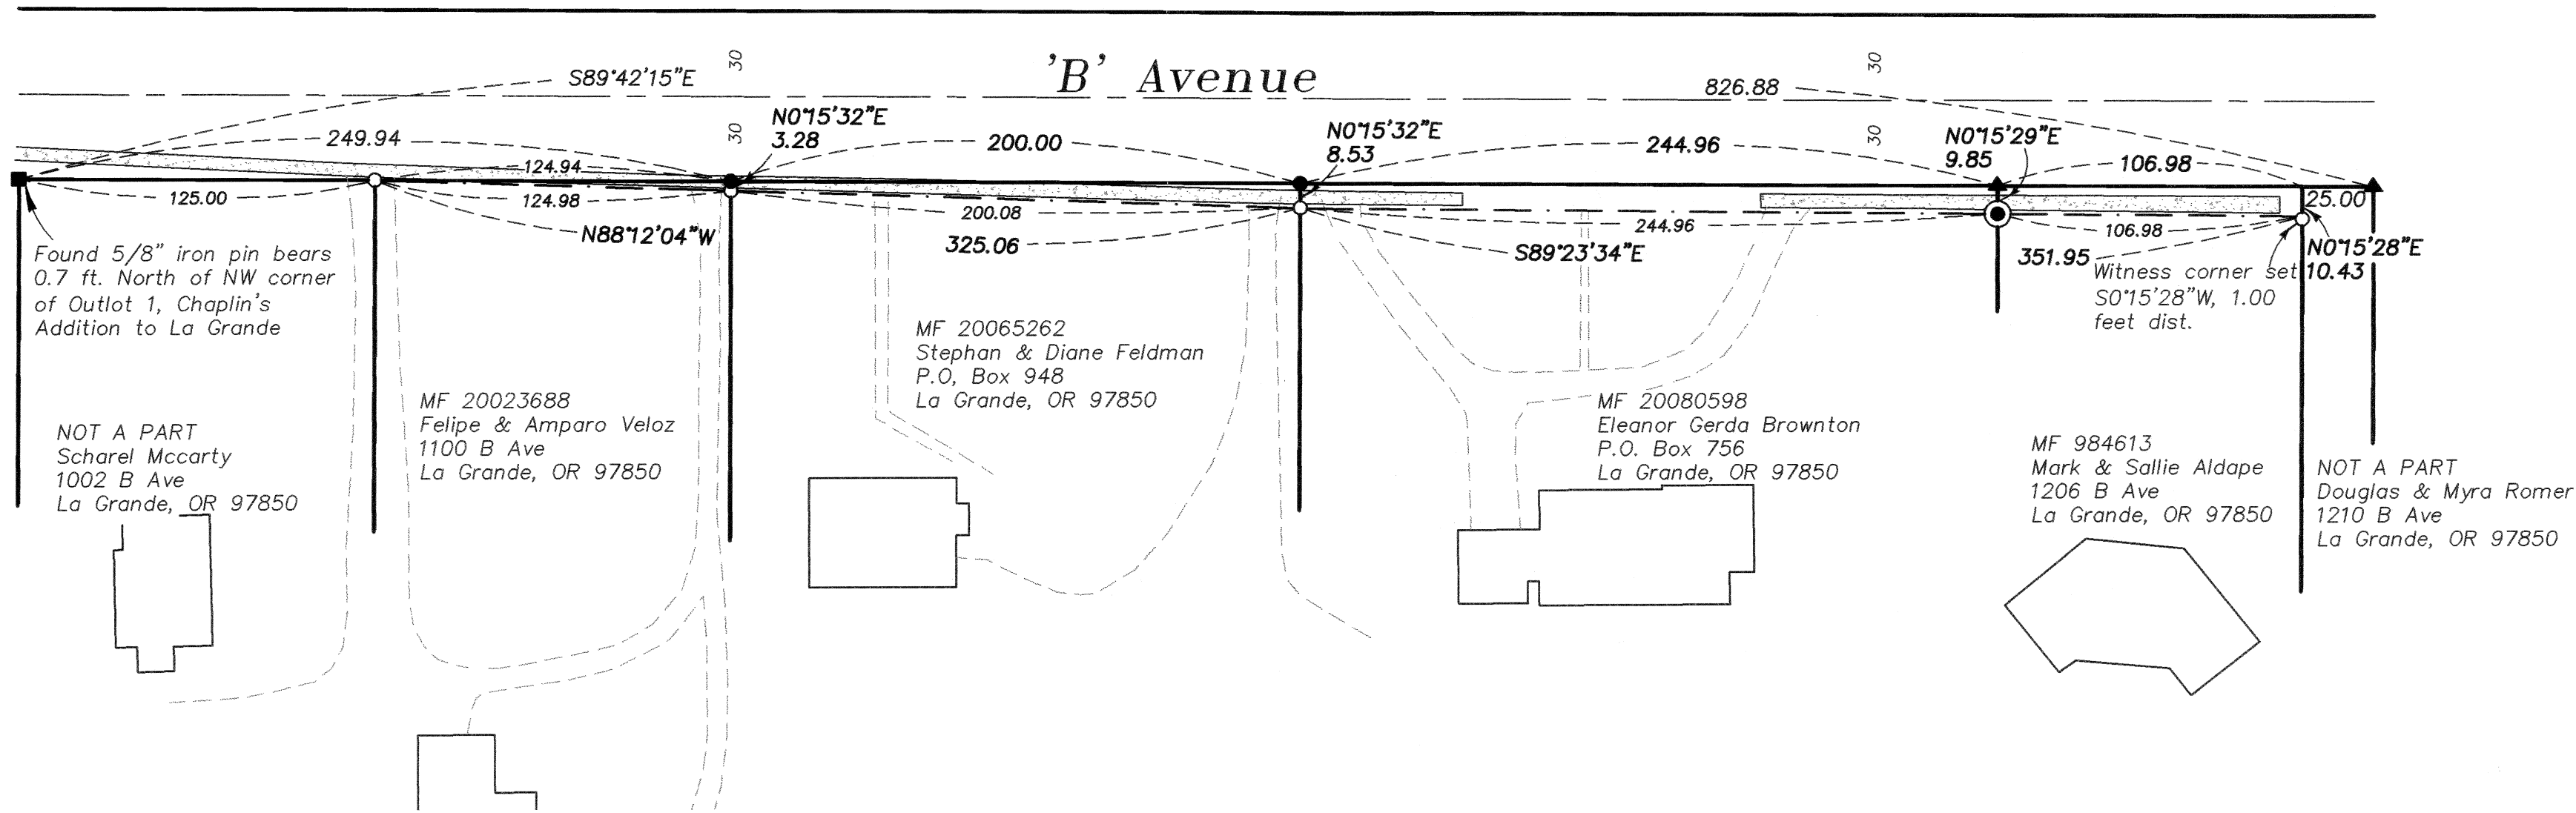 'B' Avenue
30
30
S89°42'15"E
826.88
30
30
249.94
124.94
N0°15'32"E
3.28
200.00
N0°15'32"E
8.53
244.96
N0°15'29"E
9.85
106.98
125.00
124.98
200.08
244.96
106.98
25.00
N88°12'04"W
325.06
S89°23'34"E
351.95
N0°15'28"E
10.43
Witness corner set
S0°15'28"W, 1.00
feet dist.
Found 5/8" iron pin bears
0.7 ft. North of NW corner
of Outlot 1, Chaplin's
Addition to La Grande
NOT A PART
Scharel Mccarty
1002 B Ave
La Grande, OR 97850
MF 20023688
Felipe & Amparo Veloz
1100 B Ave
La Grande, OR 97850
MF 20065262
Stephan & Diane Feldman
P.O, Box 948
La Grande, OR 97850
MF 20080598
Eleanor Gerda Brownton
P.O. Box 756
La Grande, OR 97850
MF 984613
Mark & Sallie Aldape
1206 B Ave
La Grande, OR 97850
NOT A PART
Douglas & Myra Romer
1210 B Ave
La Grande, OR 97850